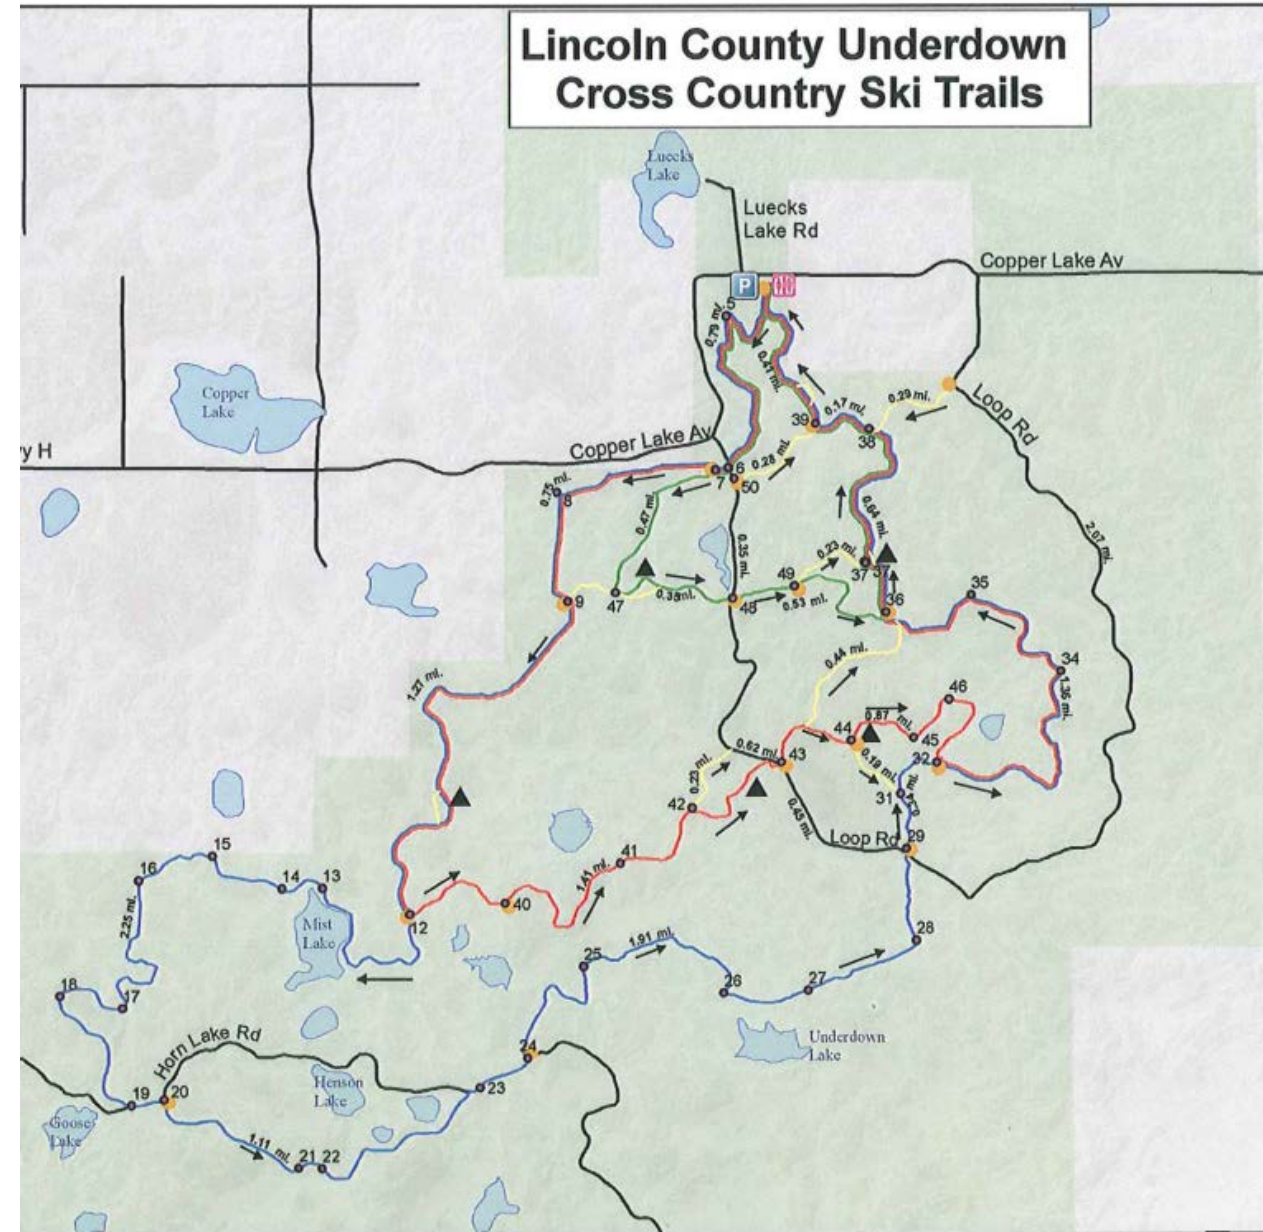 Lincoln County Underdown
Cross Country Ski Trails
Luecks
Lake
Luecks
Lake Rd
Copper Lake Av
P
5
0.79 mi.
0.41 mi.
Copper
Lake
39
0.17 mi.
38
0.29 mi.
Loop Rd
y H
Copper Lake Av
6
7
50
0.28 mi.
0.75 mi.
8
0.47 mi.
0.35 mi.
0.64 mi.
2.07 mi.
0.23 mi.
37
37
49
9
47
0.38mi.
48
0.53 mi.
36
35
34
1.27 mi.
0.44 mi.
1.36 mi.
46
44
0.87 mi.
45
0.62 mi.
43
0.23 mi.
0.19 mi.
32
31
42
0.45 mi.
Loop Rd
29
15
16
14
13
41
1.41 mi.
40
12
Mist
Lake
2.25 mi.
28
25
1.91 mi.
18
17
26
27
Underdown
Lake
Horn Lake Rd
24
Henson
Lake
23
19
20
Goose
Lake
1.11 mi.
21
22